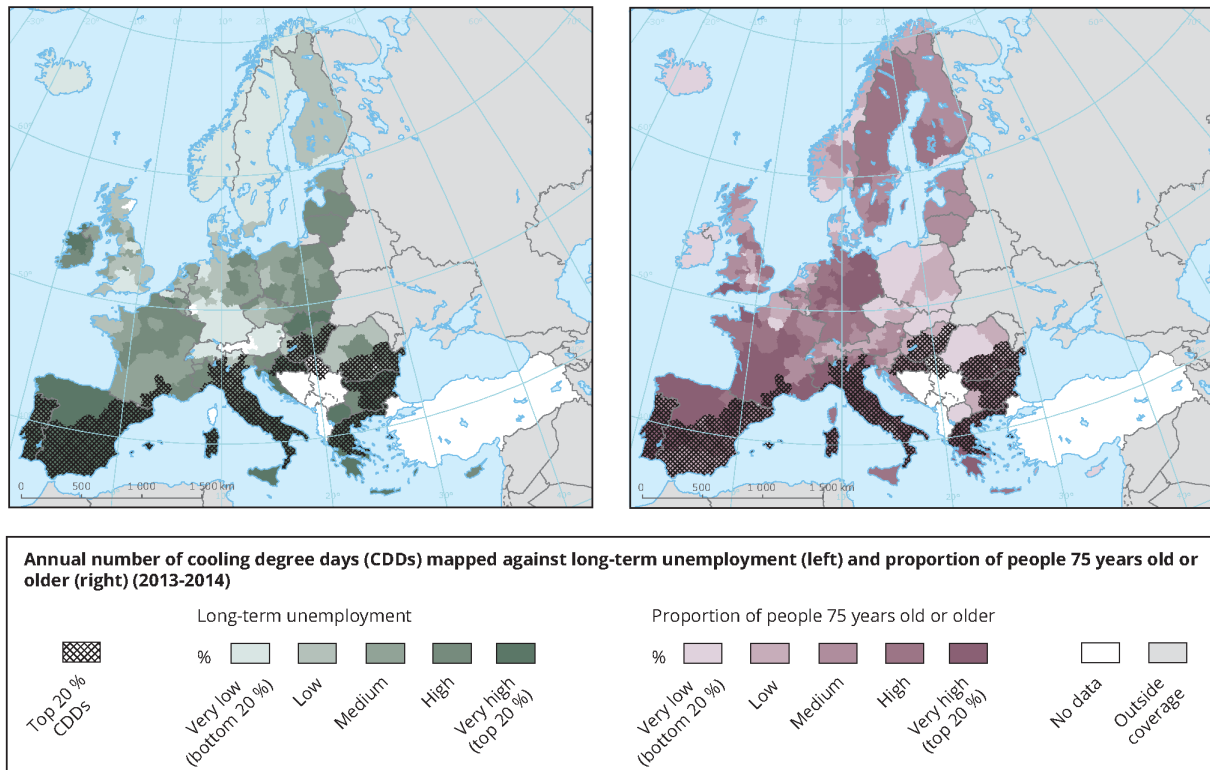 0 500 1 000 1 500 km
0 500 1 000 1 500 km
Annual number of cooling degree days (CDDs) mapped against long-term unemployment (left) and proportion of people 75 years old or
older (right) (2013-2014)
Long-term unemployment
Proportion of people 75 years old or older
%
%
Top 20 %
CDDs
Very low
(bottom 20 %)
Low
Medium
High
Very high
(top 20 %)
Very low
(bottom 20 %)
Low
Medium
High
Very high
(top 20 %)
No data
Outside
coverage